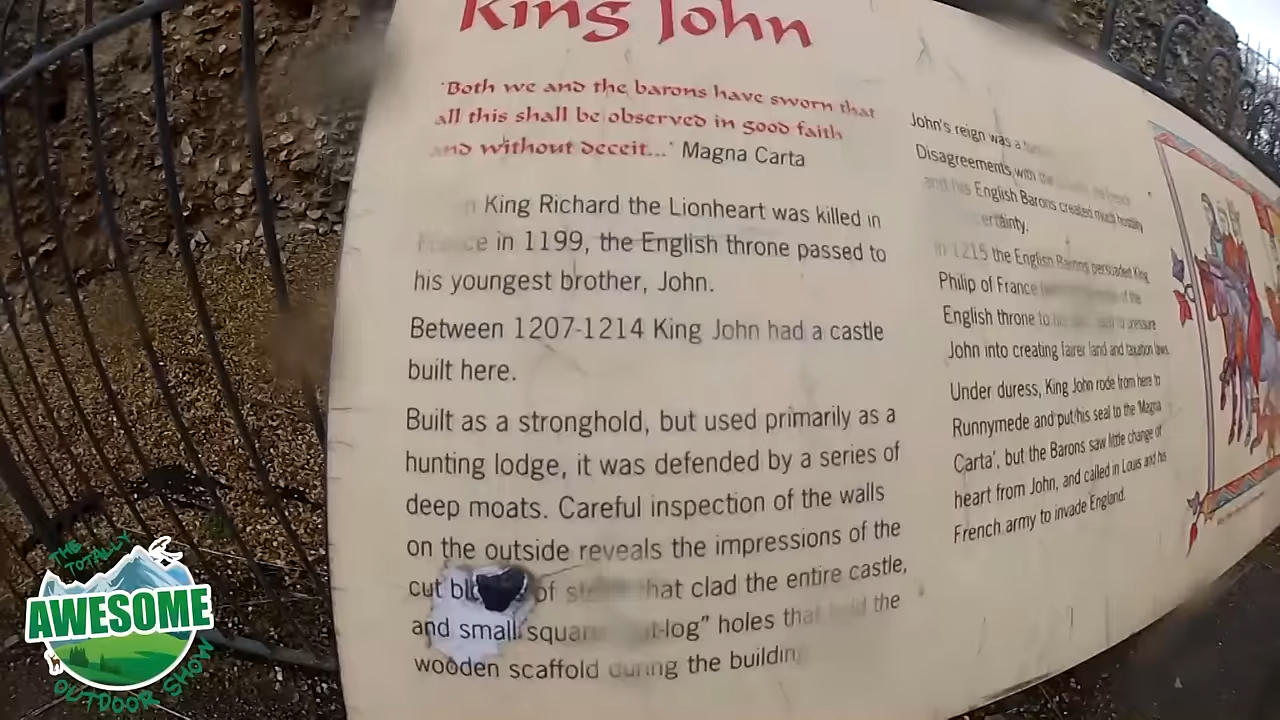 King John
'Both we and the barons have sworn that
all this shall be observed in good faith
and without deceit...' Magna Carta
King Richard the Lionheart was killed in
France in 1199, the English throne passed to
his youngest brother, John.
Between 1207-1214 King John had a castle
built here.
Built as a stronghold, but used primarily as a
hunting lodge, it was defended by a series of
deep moats. Careful inspection of the walls
on the outside reveals the impressions of the
cut of that clad the entire castle,
and small square holes that the
wooden scaffold during the building
John's reign was a
Disagreements with the
and his English Barons created much hostility
In 1215 the English Barons persuaded King
Philip of France of the
English throne to pressure
John into creating fairer land and taxation laws.
Under duress, King John rode from here to
Runnymede and put his seal to the 'Magna
Carta', but the Barons saw little change of
heart from John, and called in Louis and his
French army to invade England.
THE
TOTALLY
AWESOME
OUTDOOR SHOW